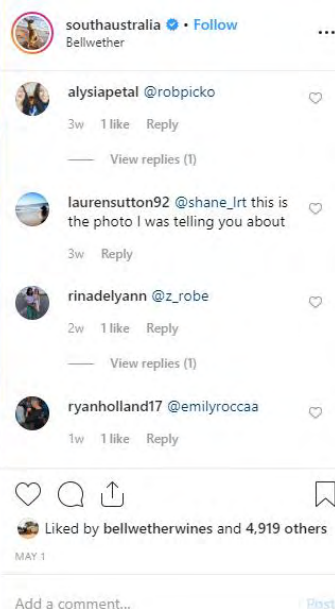 southaustralia • Follow
Bellwether
...
alysiapetal @robpicko
3w 1 like Reply
View replies (1)
laurensutton92 @shane_lrt this is
the photo I was telling you about
3w Reply
rinadelyann @z_robe
2w 1 like Reply
View replies (1)
ryanholland17 @emilyroccaa
1w 1 like Reply
Liked by bellwetherwines and 4,919 others
MAY 1
Add a comment... Post